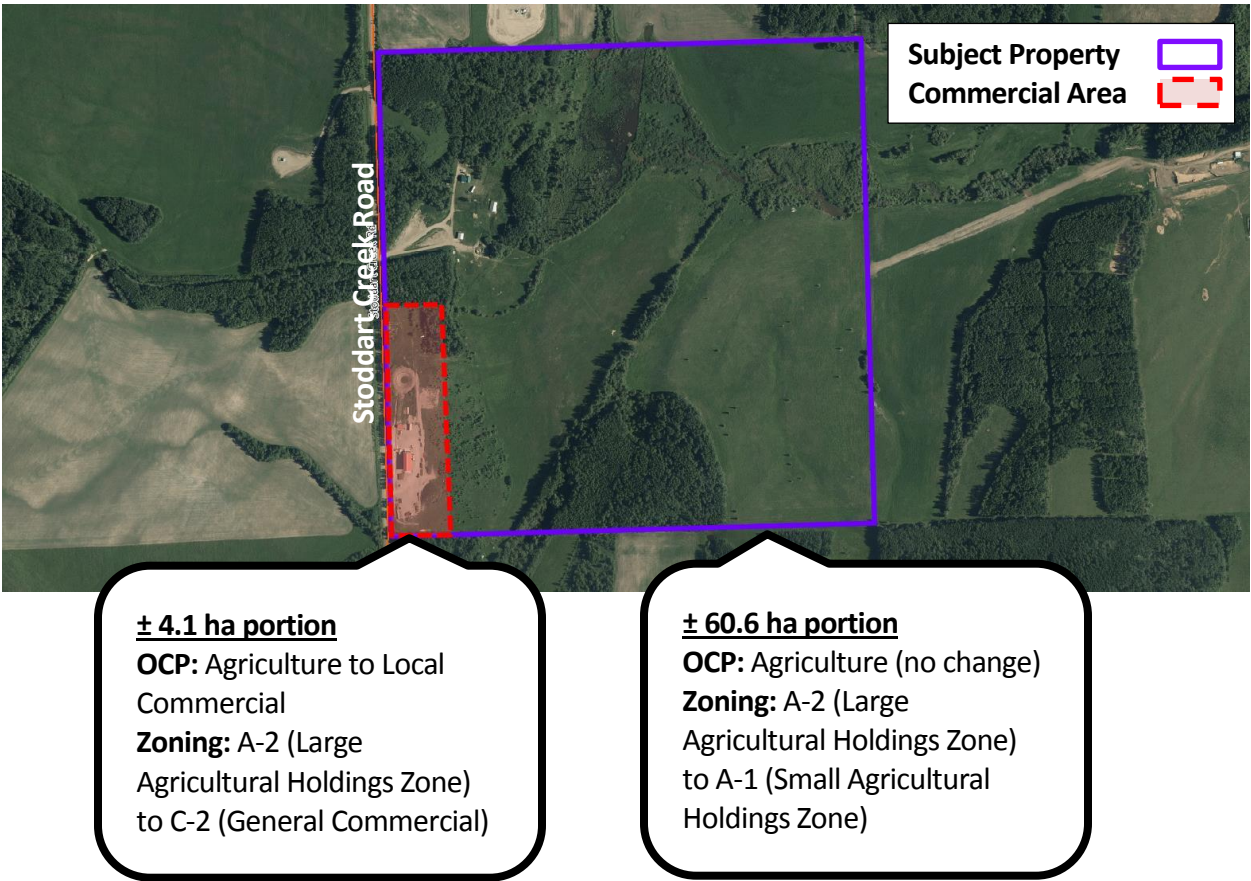 Subject Property
Commercial Area
Stoddart Creek Road
± 4.1 ha portion
OCP: Agriculture to Local
Commercial
Zoning: A-2 (Large
Agricultural Holdings Zone)
to C-2 (General Commercial)
± 60.6 ha portion
OCP: Agriculture (no change)
Zoning: A-2 (Large
Agricultural Holdings Zone)
to A-1 (Small Agricultural
Holdings Zone)